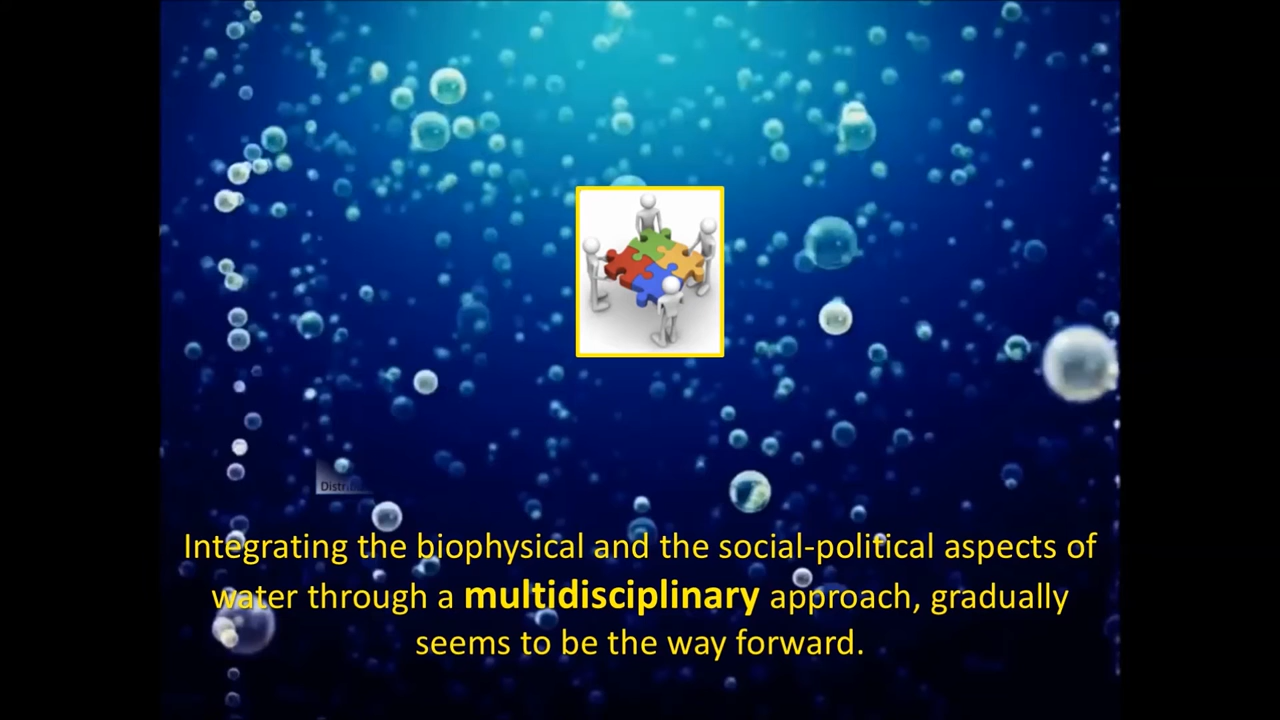 Integrating the biophysical and the social-political aspects of
water through a multidisciplinary approach, gradually
seems to be the way forward.